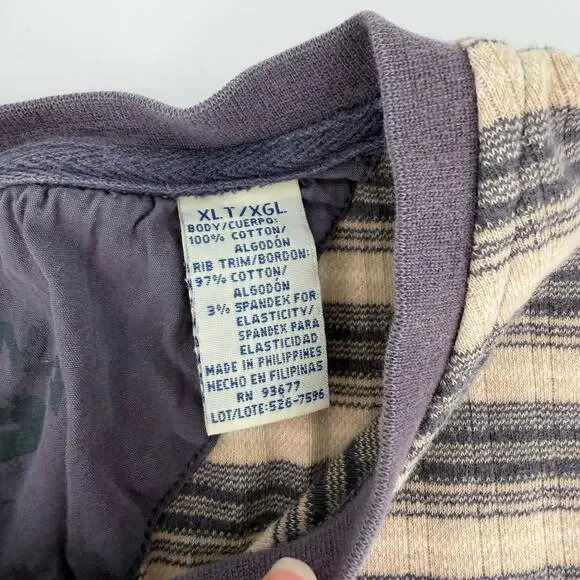 XLT/XGL
BODY/CUERPO:
100% COTTON/
ALGODÓN
RIB TRIM/BORDON:
97% COTTON/
ALGODÓN
3% SPANDEX FOR
ELASTICITY/
SPANDEX PARA
ELASTICIDAD
MADE IN PHILIPPINES
HECHO EN FILIPINAS
RN 93677
LOT/LOTE: 526-7596